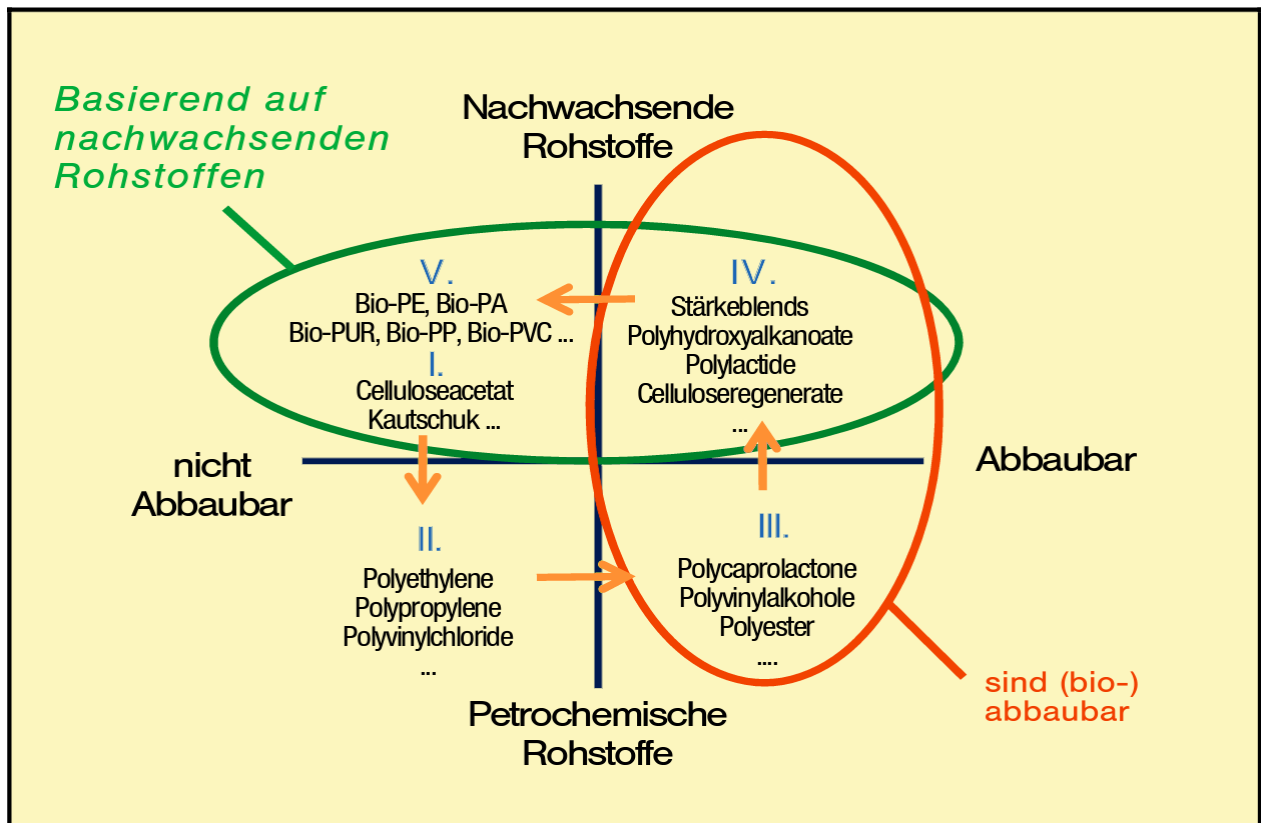 Basierend auf
nachwachsenden
Rohstoffen
Nachwachsende
Rohstoffe
V.
Bio-PE, Bio-PA
Bio-PUR, Bio-PP, Bio-PVC ...
I.
Celluloseacetat
Kautschuk ...
IV.
Stärkeblends
Polyhydroxyalkanoate
Polylactide
Celluloseregenerate
...
nicht
Abbaubar
Abbaubar
II.
Polyethylene
Polypropylene
Polyvinylchloride
...
III.
Polycaprolactone
Polyvinylalkohole
Polyester
....
sind (bio-)
abbaubar
Petrochemische
Rohstoffe